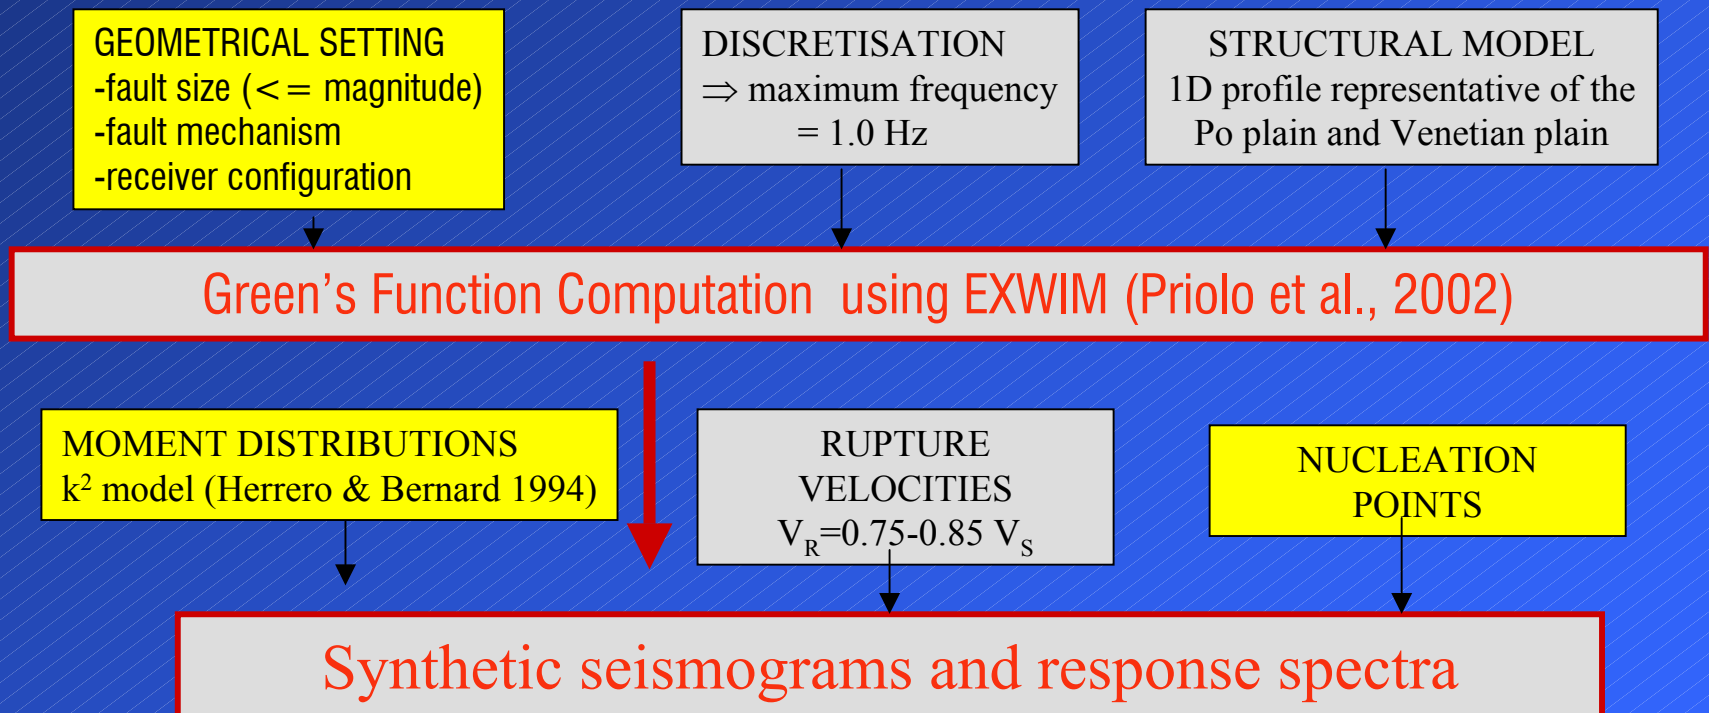 GEOMETRICAL SETTING
-fault size (<= magnitude)
-fault mechanism
-receiver configuration
DISCRETISATION
⇒ maximum frequency
= 1.0 Hz
STRUCTURAL MODEL
1D profile representative of the
Po plain and Venetian plain
Green’s Function Computation using EXWIM (Priolo et al., 2002)
MOMENT DISTRIBUTIONS
k² model (Herrero & Bernard 1994)
RUPTURE
VELOCITIES
V_R=0.75-0.85 V_S
NUCLEATION
POINTS
Synthetic seismograms and response spectra